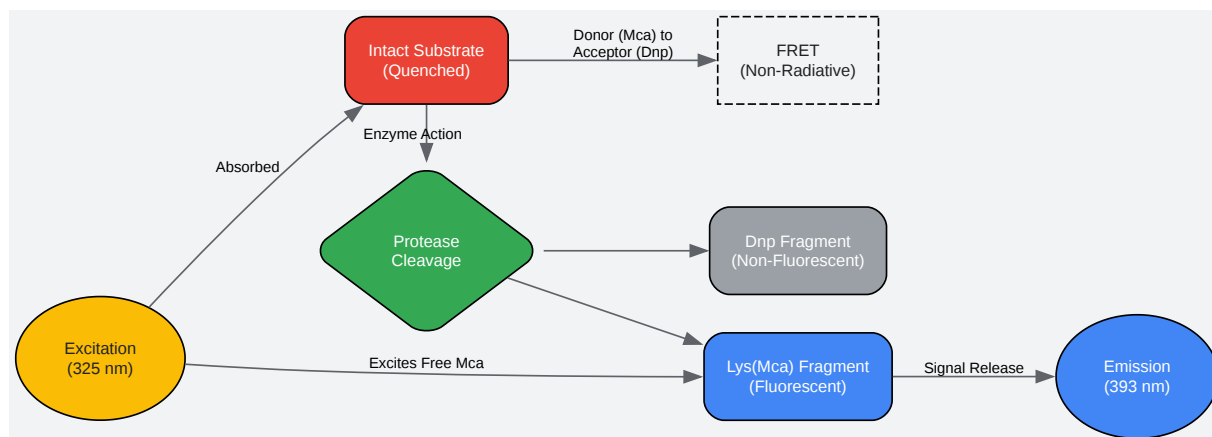 Intact Substrate
(Quenched)
Donor (Mca) to
Acceptor (Dnp)
FRET
(Non-Radiative)
Enzyme Action
Absorbed
Protease
Cleavage
Dnp Fragment
(Non-Fluorescent)
Excitation
(325 nm)
Excites Free Mca
Lys(Mca) Fragment
(Fluorescent)
Signal Release
Emission
(393 nm)